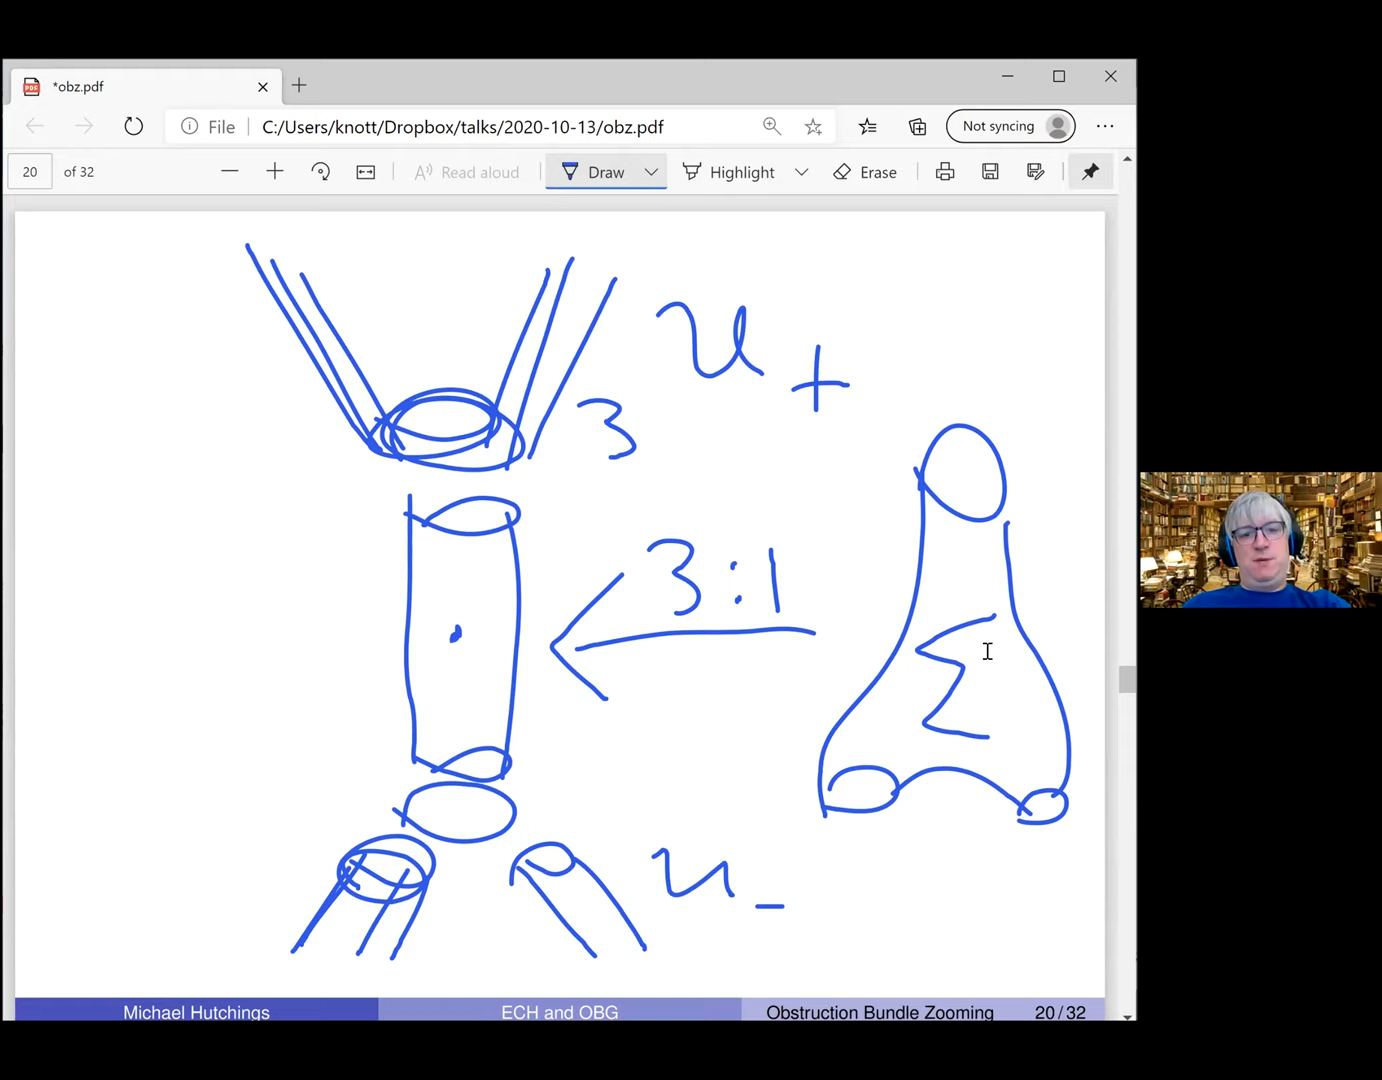 *obz.pdf
File C:/Users/knott/Dropbox/talks/2020-10-13/obz.pdf
Not syncing
20 of 32
Read aloud
Draw
Highlight
Erase
u+
3
3:1
Σ
u_
Michael Hutchings ECH and OBG Obstruction Bundle Zooming 20/32